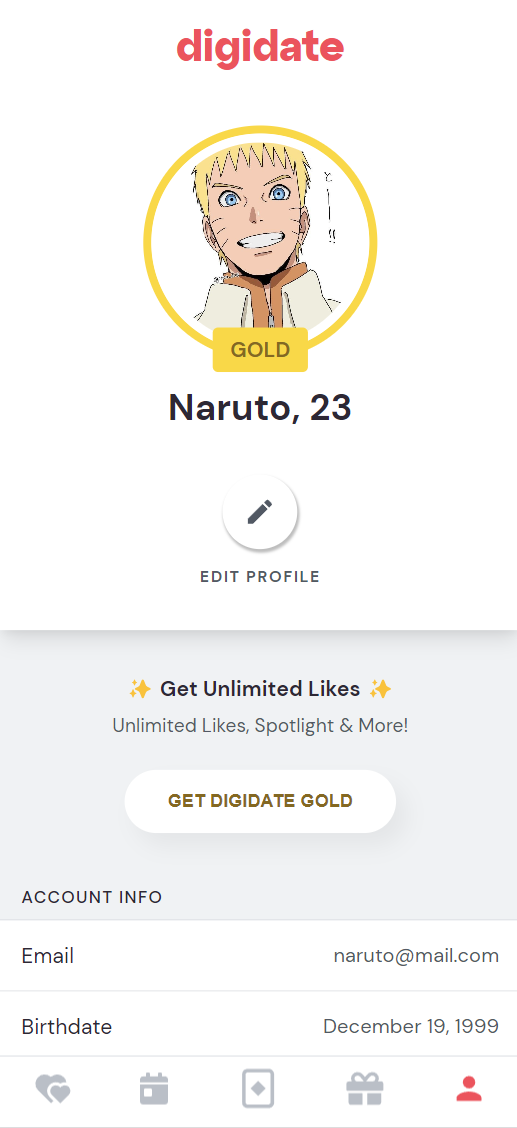 digidate
GOLD
Naruto, 23
EDIT PROFILE
✨ Get Unlimited Likes ✨
Unlimited Likes, Spotlight & More!
GET DIGIDATE GOLD
ACCOUNT INFO
Email naruto@mail.com
Birthdate December 19, 1999